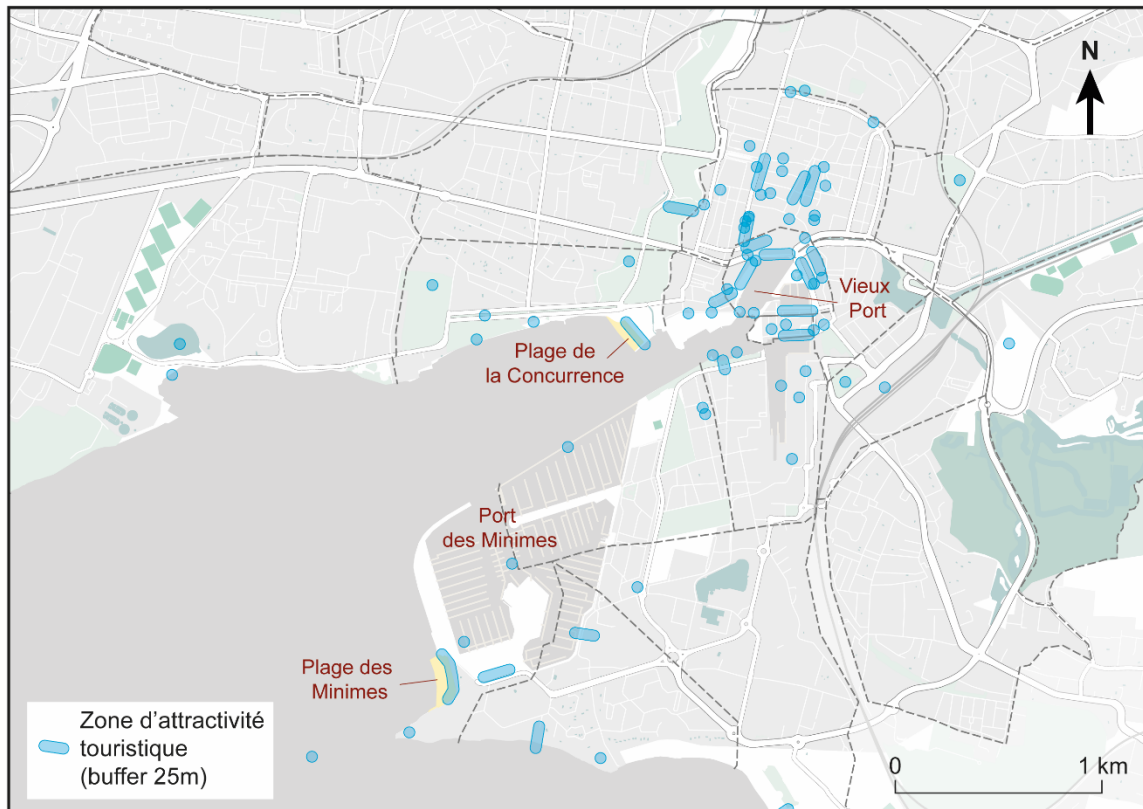 N
Vieux
Port
Plage de
la Concurrence
Port
des Minimes
Plage des
Minimes
Zone d'attractivité
touristique
(buffer 25m)
0
1 km